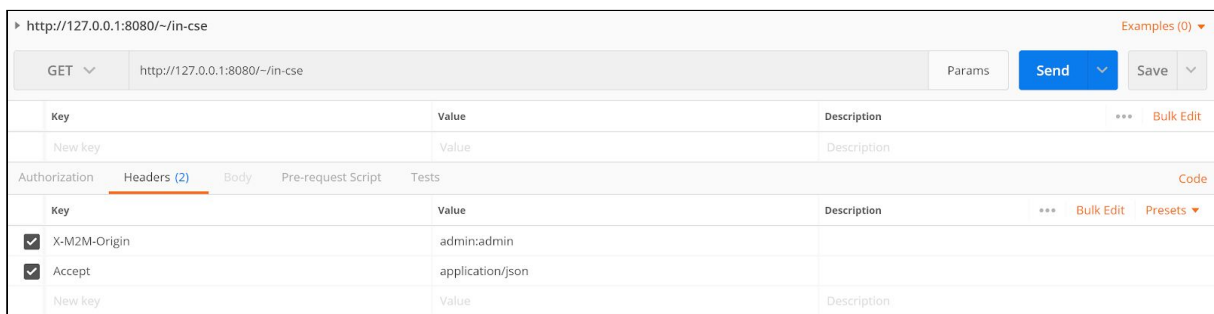 http://127.0.0.1:8080/~/in-cse Examples (0)
GET http://127.0.0.1:8080/~/in-cse Params Send Save
Key Value Description Bulk Edit
New key Value Description
Authorization Headers (2) Body Pre-request Script Tests Code
Key Value Description Bulk Edit Presets
X-M2M-Origin admin:admin
Accept application/json
New key Value Description